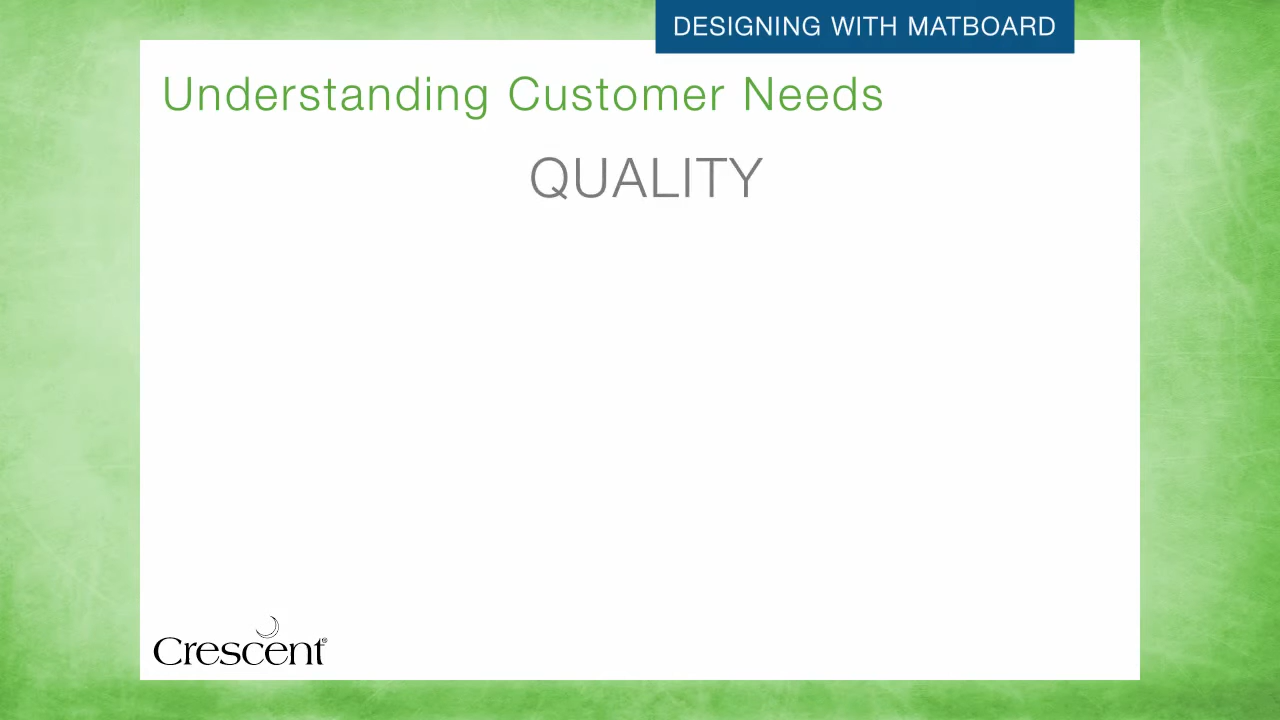 DESIGNING WITH MATBOARD
Understanding Customer Needs
QUALITY
Crescent®